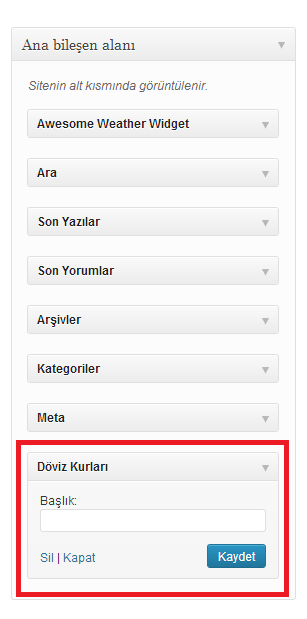 Ana bileşen alanı
Sitenin alt kısmında görüntülenir.
Awesome Weather Widget
Ara
Son Yazılar
Son Yorumlar
Arşivler
Kategoriler
Meta
Döviz Kurları
Başlık:
Sil | Kapat Kaydet